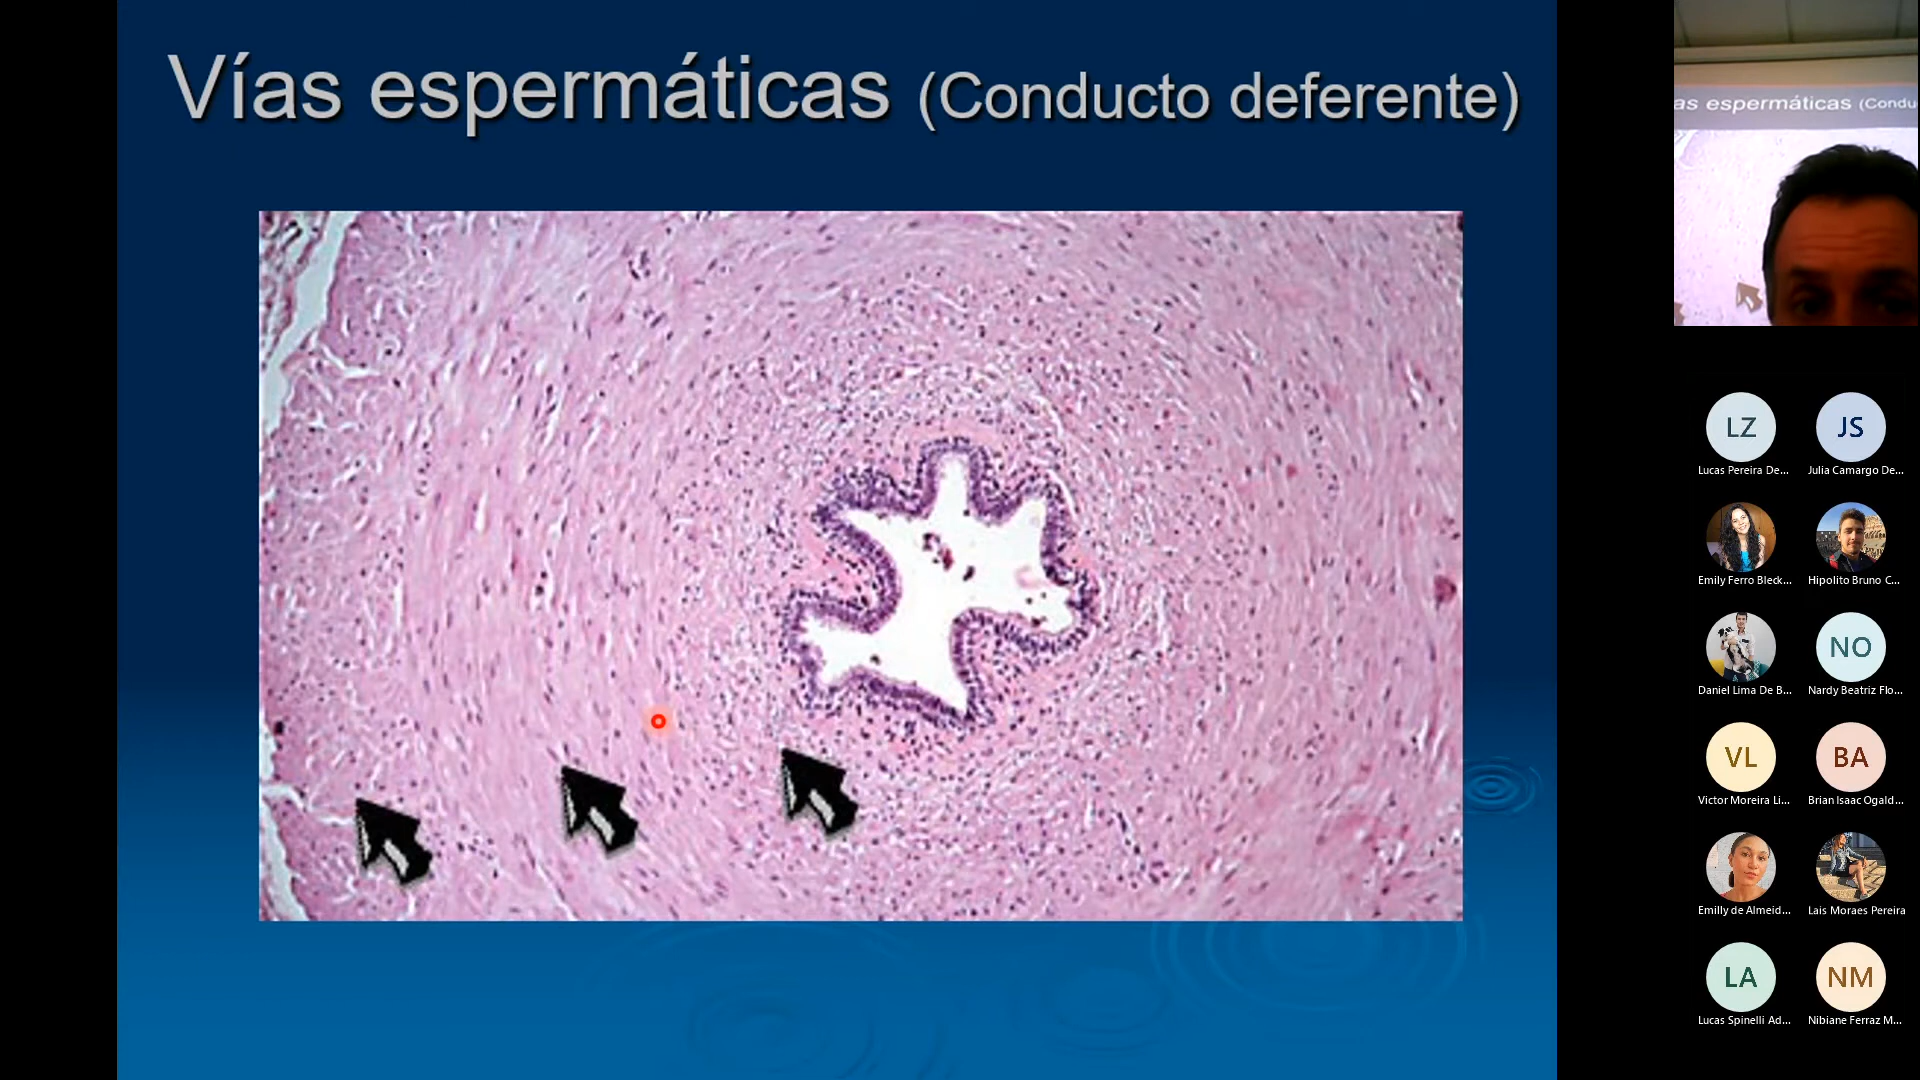 Vías espermáticas (Conducto deferente)
as espermáticas (Condu
LZ
JS
Lucas Pereira De...
Julia Camargo De...
Emily Ferro Bleck...
Hipolito Bruno C...
Daniel Lima De B...
NO
Nardy Beatriz Flo...
VL
BA
Victor Moreira Li...
Brian Isaac Ogald...
Emilly de Almeid...
Lais Moraes Pereira
LA
NM
Lucas Spinelli Ad...
Nibiane Ferraz M...